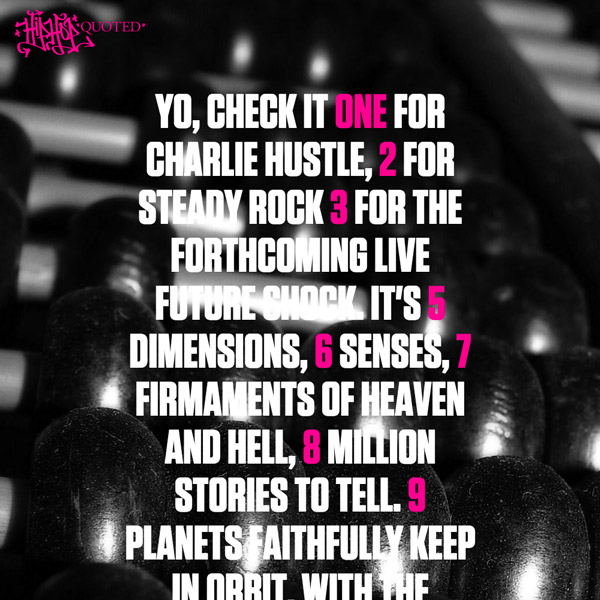 HIPHOP QUOTED
YO, CHECK IT ONE FOR
CHARLIE HUSTLE, 2 FOR
STEADY ROCK 3 FOR THE
FORTHCOMING LIVE
FUTURE SHOCK. IT'S 5
DIMENSIONS, 6 SENSES, 7
FIRMAMENTS OF HEAVEN
AND HELL, 8 MILLION
STORIES TO TELL. 9
PLANETS FAITHFULLY KEEP
IN ORBIT, WITH THE